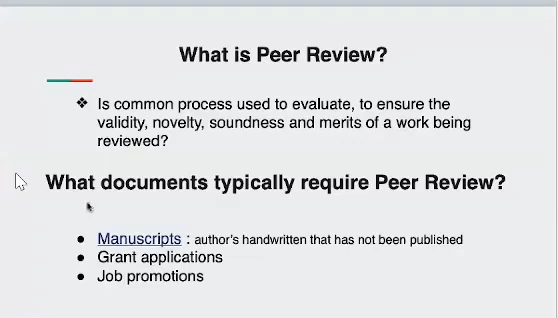 What is Peer Review?
❖ Is common process used to evaluate, to ensure the
validity, novelty, soundness and merits of a work being
reviewed?
What documents typically require Peer Review?
● Manuscripts : author's handwritten that has not been published
● Grant applications
● Job promotions